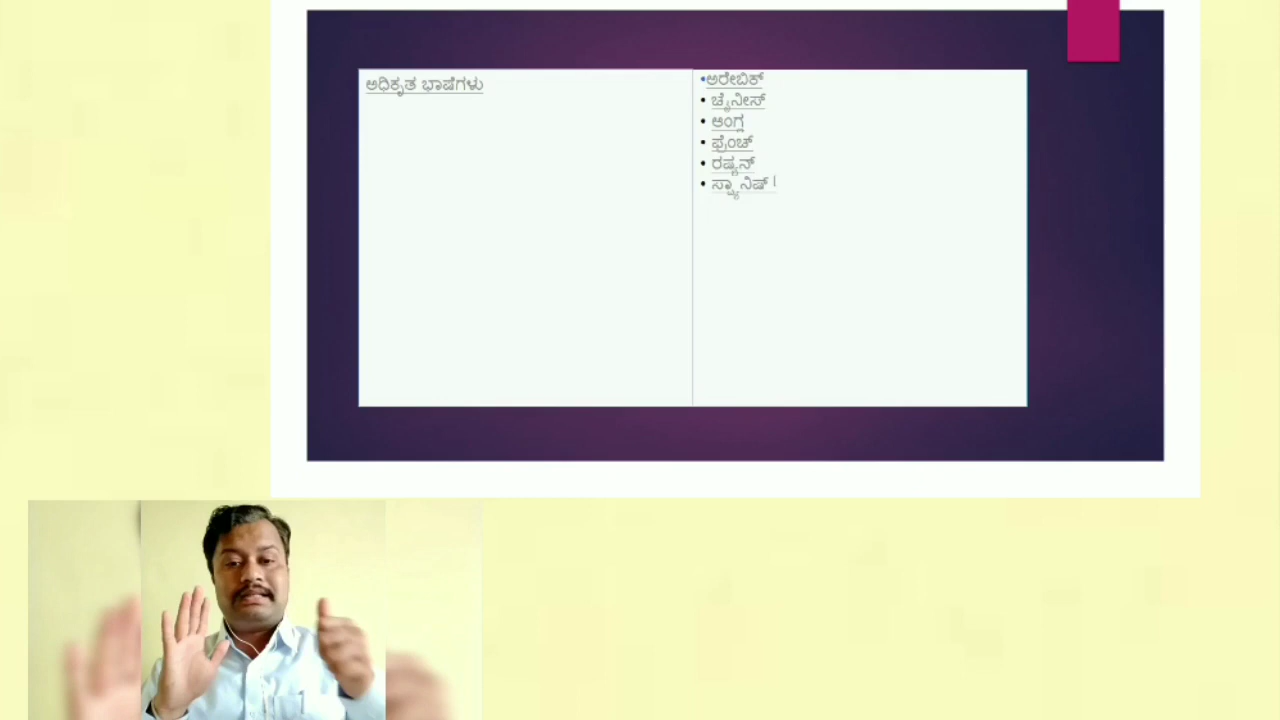 ಅಧಿಕೃತ ಭಾಷೆಗಳು
•ಅರೇಬಿಕ್
• ಚೈನೀಸ್
• ಆಂಗ್ಲ
• ಫ್ರೆಂಚ್
• ರಷ್ಯನ್
• ಸ್ಪ್ಯಾನಿಷ್ |